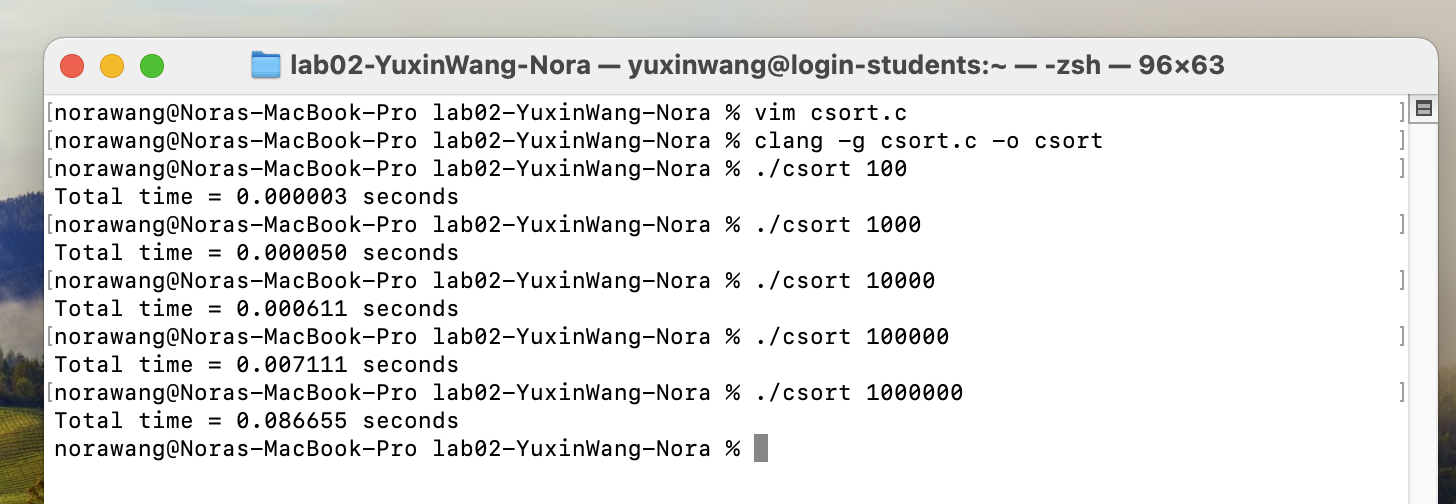 lab02-YuxinWang-Nora — yuxinwang@login-students:~ — -zsh — 96×63
[norawang@Noras-MacBook-Pro lab02-YuxinWang-Nora % vim csort.c ]
[norawang@Noras-MacBook-Pro lab02-YuxinWang-Nora % clang -g csort.c -o csort ]
[norawang@Noras-MacBook-Pro lab02-YuxinWang-Nora % ./csort 100 ]
Total time = 0.000003 seconds
[norawang@Noras-MacBook-Pro lab02-YuxinWang-Nora % ./csort 1000 ]
Total time = 0.000050 seconds
[norawang@Noras-MacBook-Pro lab02-YuxinWang-Nora % ./csort 10000 ]
Total time = 0.000611 seconds
[norawang@Noras-MacBook-Pro lab02-YuxinWang-Nora % ./csort 100000 ]
Total time = 0.007111 seconds
[norawang@Noras-MacBook-Pro lab02-YuxinWang-Nora % ./csort 1000000 ]
Total time = 0.086655 seconds
norawang@Noras-MacBook-Pro lab02-YuxinWang-Nora %